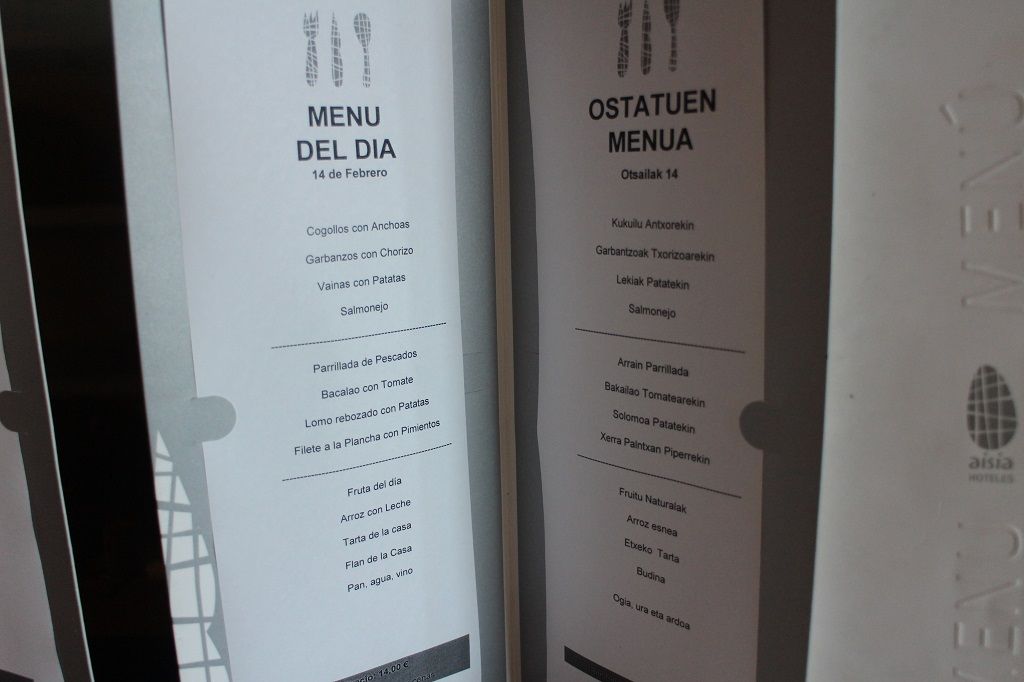 MENU
DEL DIA
14 de Febrero
Cogollos con Anchoas
Garbanzos con Chorizo
Vainas con Patatas
Salmonejo
Parrillada de Pescados
Bacalao con Tomate
Lomo rebozado con Patatas
Filete a la Plancha con Pimientos
Fruta del día
Arroz con Leche
Tarta de la casa
Flan de la Casa
Pan, agua, vino
14,00 €
OSTATUEN
MENUA
Otsailak 14
Kukuilu Antxorekin
Garbantzoak Txorizoarekin
Lekiak Patatekin
Salmonejo
Arrain Parrillada
Bakailao Tomatearekin
Solomoa Patatekin
Xerra Palntxan Piperrekin
Fruitu Naturalak
Arroz esnea
Etxeko Tarta
Budina
Ogia, ura eta ardoa
MENÚ
aisia
HOTELES
MENU